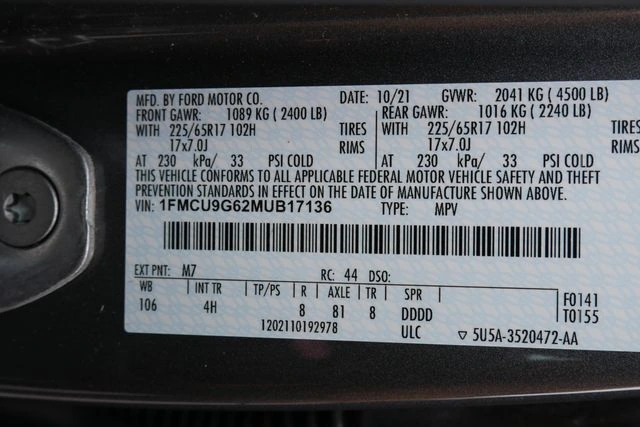 MFD. BY FORD MOTOR CO. DATE: 10/21 GVWR: 2041 KG ( 4500 LB)
FRONT GAWR: 1089 KG ( 2400 LB) REAR GAWR: 1016 KG ( 2240 LB)
WITH 225/65R17 102H TIRES WITH 225/65R17 102H TIRES
17x7.0J RIMS 17x7.0J RIMS
AT 230 kPa/ 33 PSI COLD AT 230 kPa/ 33 PSI COLD
THIS VEHICLE CONFORMS TO ALL APPLICABLE FEDERAL MOTOR VEHICLE SAFETY AND THEFT
PREVENTION STANDARDS IN EFFECT ON THE DATE OF MANUFACTURE SHOWN ABOVE.
VIN: 1FMCU9G62MUB17136 TYPE: MPV
EXT PNT: M7 RC: 44 DSO:
WB INT TR TP/PS R AXLE TR SPR F0141
106 4H 8 81 8 DDDD T0155
1202110192978 ULC 5U5A-3520472-AA